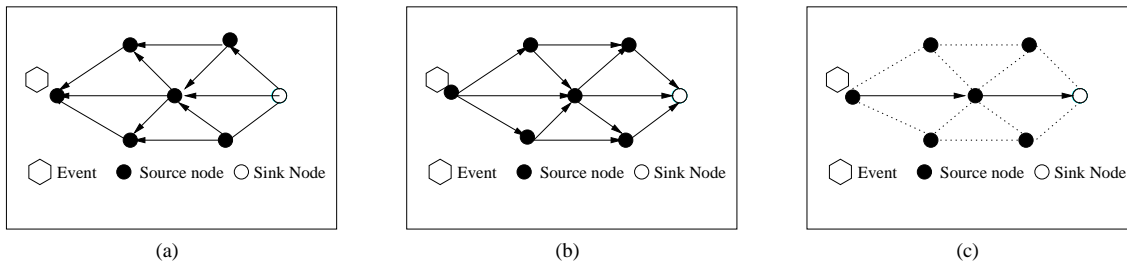 Event Source node Sink Node
Event Source node Sink Node
Event Source node Sink Node
(a)
(b)
(c)